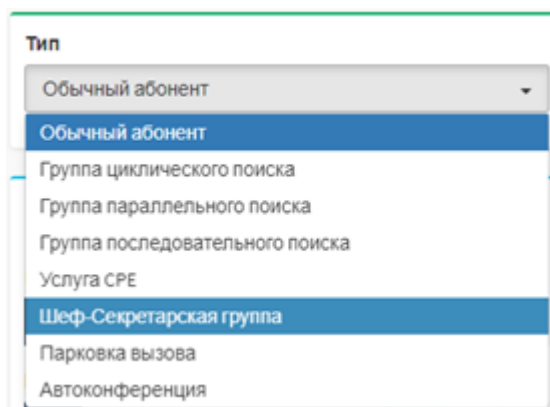 Тип
Обычный абонент
Обычный абонент
Группа циклического поиска
Группа параллельного поиска
Группа последовательного поиска
Услуга CPE
Шеф-Секретарская группа
Парковка вызова
Автоконференция